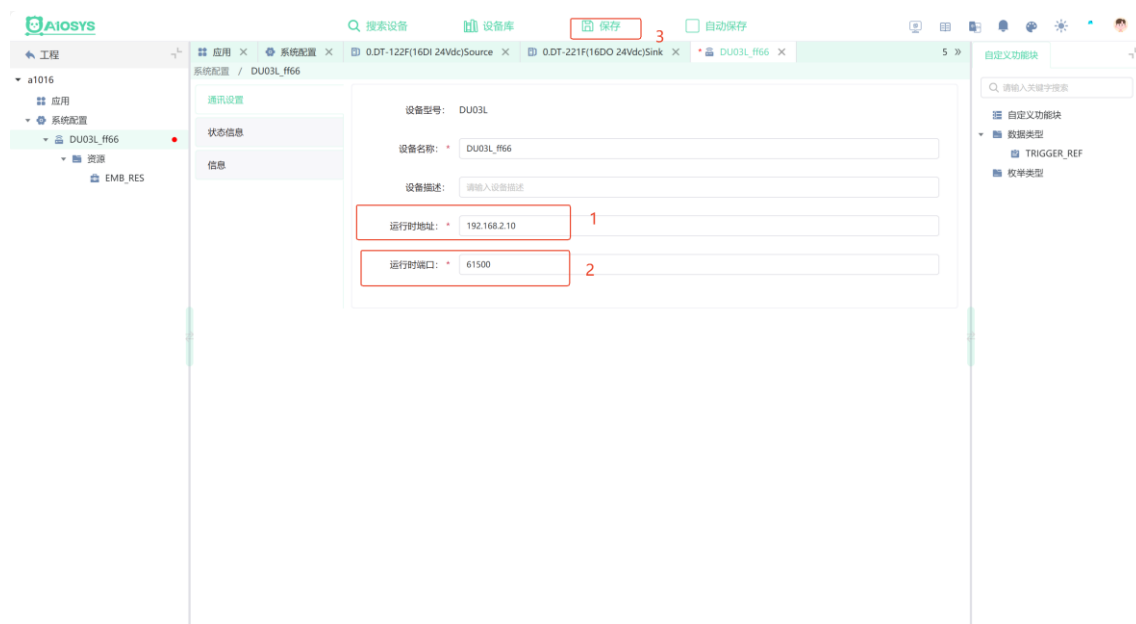 AIOSYS
搜索设备 设备库 保存 3 自动保存
工程
应用 系统配置 0.DT-122F(16DI 24Vdc)Source 0.DT-221F(16DO 24Vdc)Sink * DU03L_ff66 5 »
自定义功能块
系统配置 / DU03L_ff66
a1016
应用
系统配置
DU03L_ff66
资源
EMB_RES
通讯设置
状态信息
信息
设备型号: DU03L
设备名称: * DU03L_ff66
设备描述: 请输入设备描述
运行时地址: * 192.168.2.10 1
运行时端口: * 61500 2
请输入关键字搜索
自定义功能块
数据类型
TRIGGER_REF
枚举类型